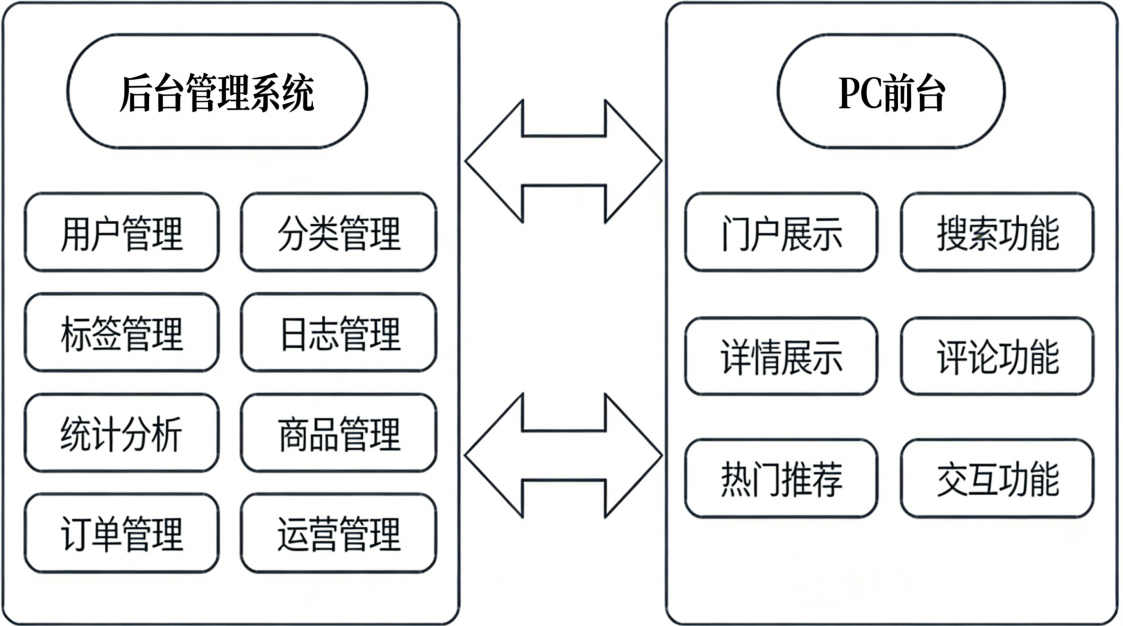 后台管理系统
用户管理
分类管理
标签管理
日志管理
统计分析
商品管理
订单管理
运营管理
PC前台
门户展示
搜索功能
详情展示
评论功能
热门推荐
交互功能